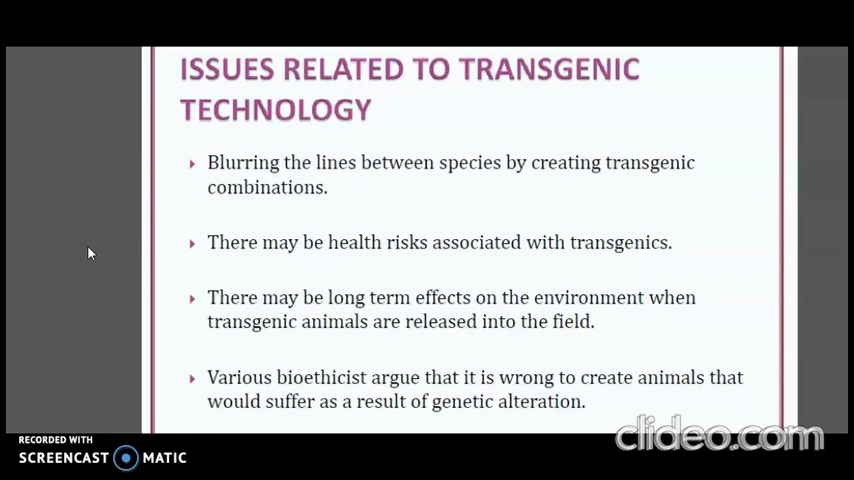 ISSUES RELATED TO TRANSGENIC
TECHNOLOGY
Blurring the lines between species by creating transgenic
combinations.
There may be health risks associated with transgenics.
There may be long term effects on the environment when
transgenic animals are released into the field.
Various bioethicist argue that it is wrong to create animals that
would suffer as a result of genetic alteration.
RECORDED WITH
SCREENCAST MATIC
clideo.com